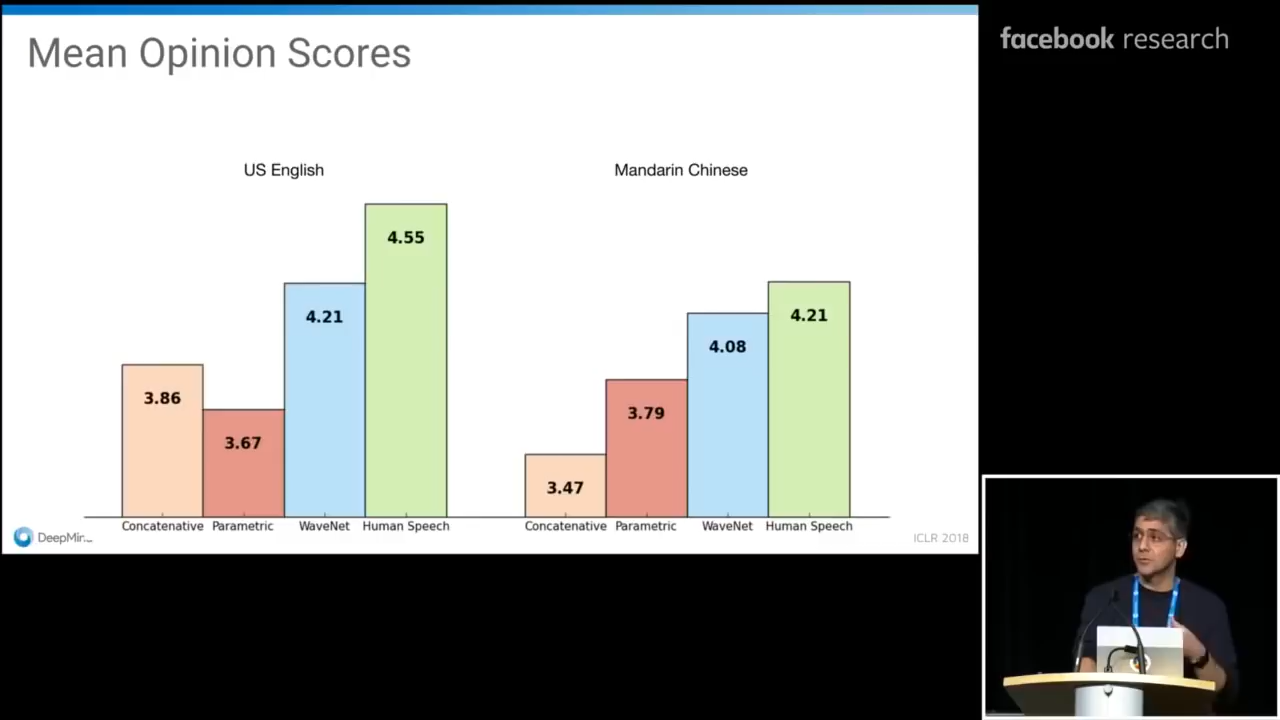 Mean Opinion Scores
facebook research
US English
Mandarin Chinese
4.55
4.21
3.86
3.67
4.21
4.08
3.79
3.47
Concatenative Parametric WaveNet Human Speech
Concatenative Parametric WaveNet Human Speech
DeepMin
ICLR 2018